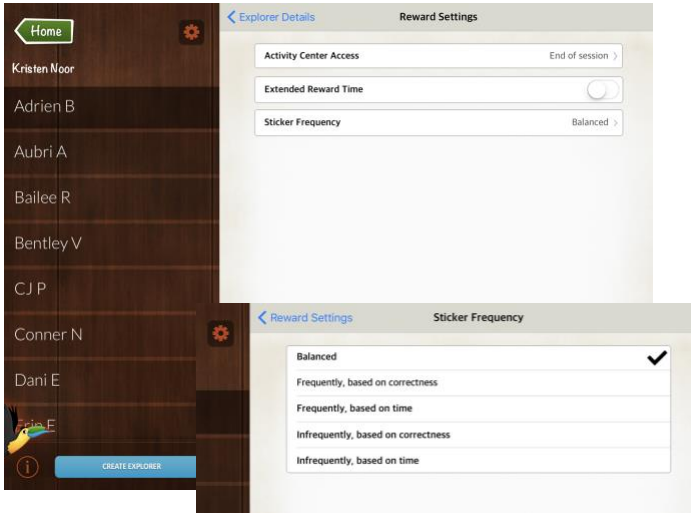 Home
Kristen Noor
Adrien B
Aubri A
Bailee R
Bentley V
CJ P
Conner N
Dani E
Erin E
i
CREATE EXPLORER
Explorer Details
Reward Settings
Activity Center Access
End of session
Extended Reward Time
Sticker Frequency
Balanced
Reward Settings
Sticker Frequency
Balanced
Frequently, based on correctness
Frequently, based on time
Infrequently, based on correctness
Infrequently, based on time